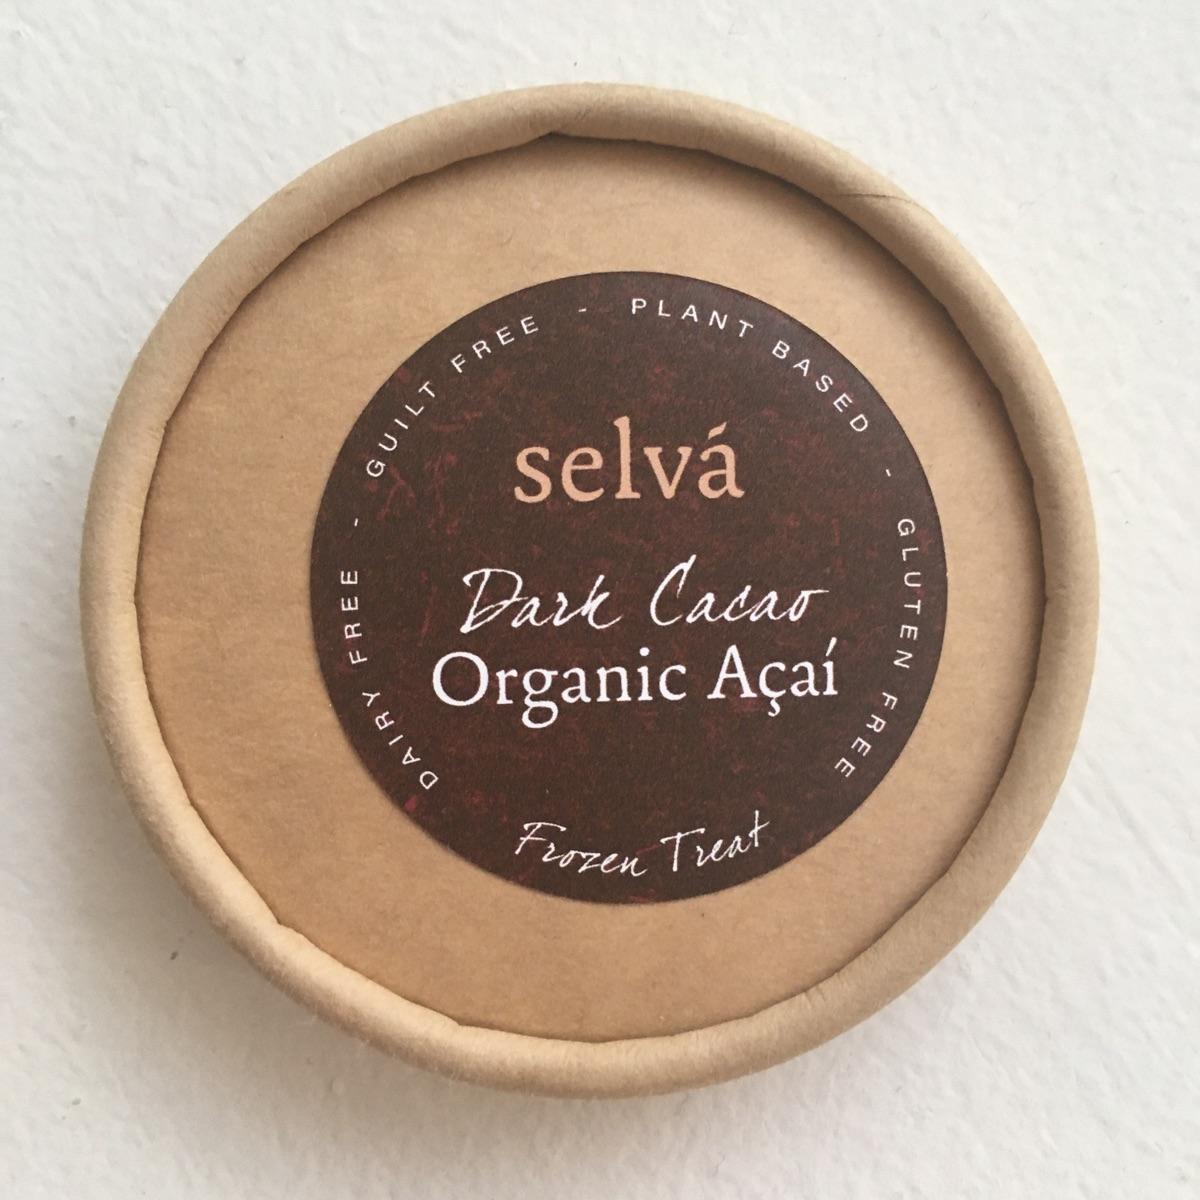 DAIRY FREE - GUILT FREE - PLANT BASED - GLUTEN FREE
selvá
Dark Cacao
Organic Açaí
Frozen Treat